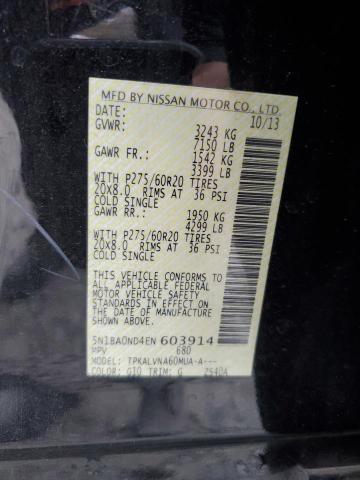 MFD BY NISSAN MOTOR CO., LTD.
DATE: 10/13
GVWR: 3243 KG
7150 LB
GAWR FR.: 1542 KG
3399 LB
WITH P275/60R20 TIRES
20X8.0 RIMS AT 36 PSI
COLD SINGLE
GAWR RR.: 1950 KG
4299 LB
WITH P275/60R20 TIRES
20X8.0 RIMS AT 36 PSI
COLD SINGLE
THIS VEHICLE CONFORMS TO
ALL APPLICABLE FEDERAL
MOTOR VEHICLE SAFETY
STANDARDS IN EFFECT ON
THE DATE OF MANUFACTURE
SHOWN ABOVE.
5N1BA0ND4EN 603914
MPV 680
MODEL: TPKALVNA60MUA-A---
COLOR: G10 TRIM: G Z540A